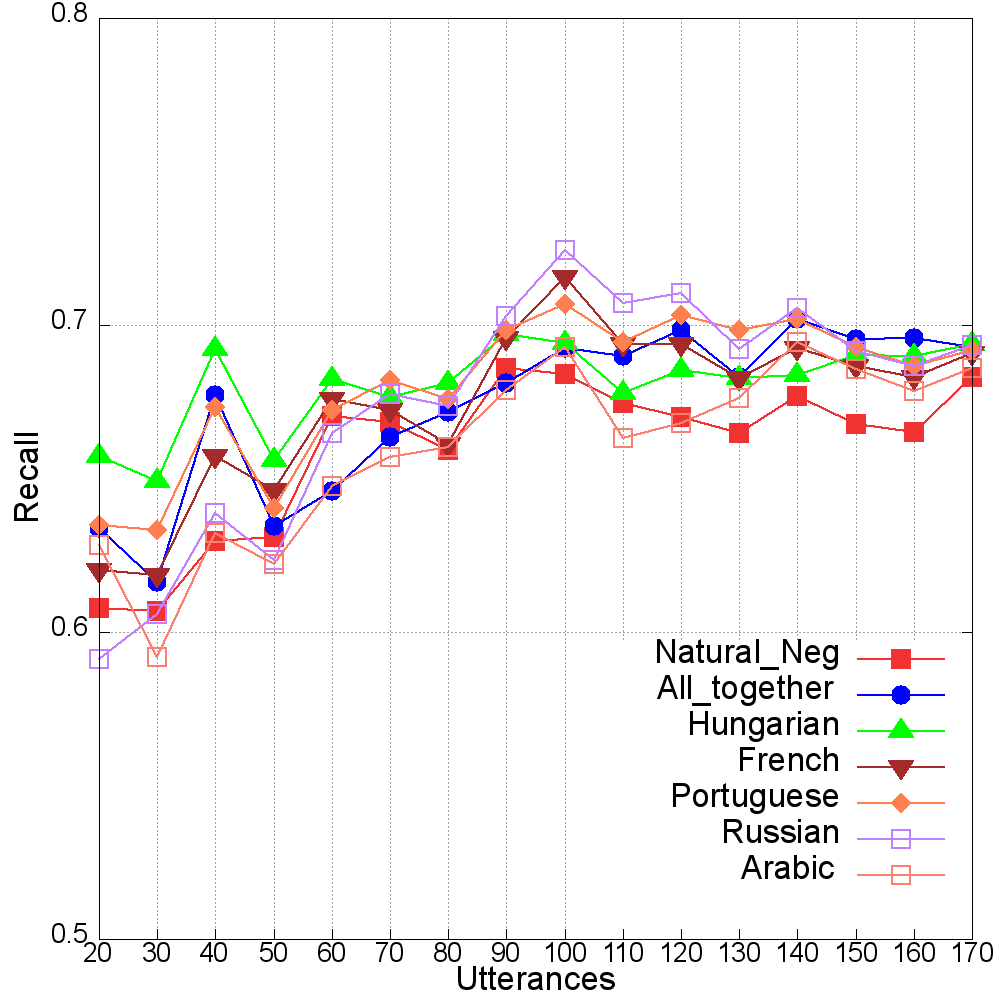 0.8
0.7
0.6
0.5
Recall
Natural_Neg
All_together
Hungarian
French
Portuguese
Russian
Arabic
20 30 40 50 60 70 80 90 100 110 120 130 140 150 160 170
Utterances